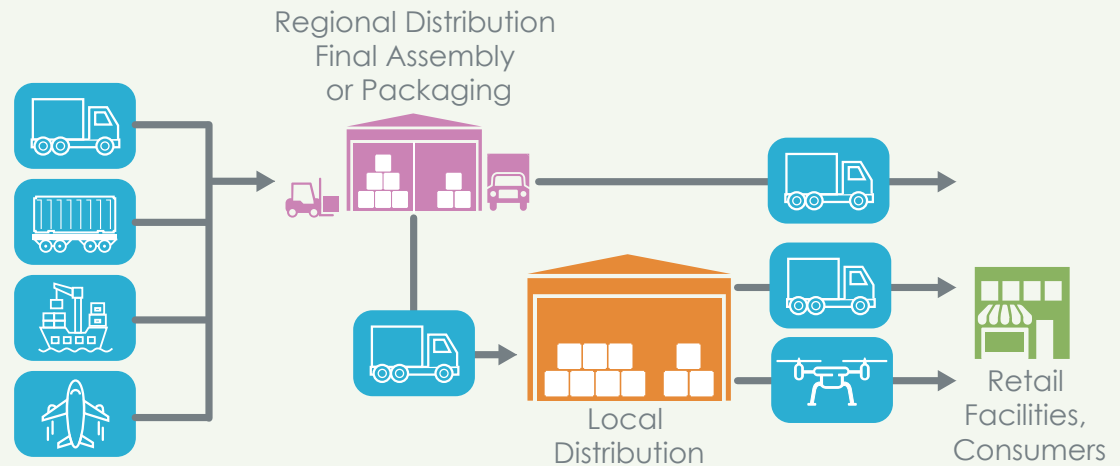 Regional Distribution
Final Assembly
or Packaging
Local
Distribution
Retail
Facilities,
Consumers